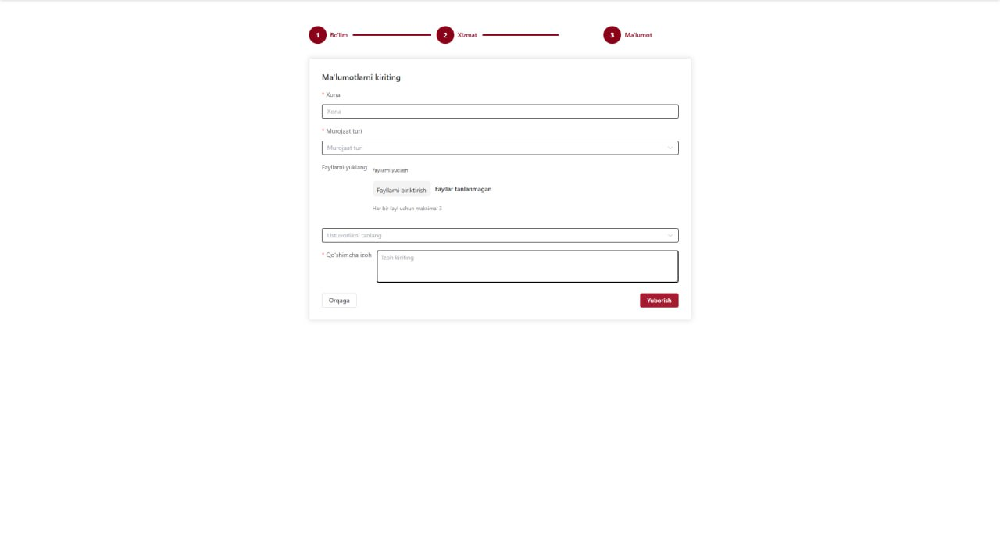 1 Bo'lim 2 Xizmat 3 Ma'lumot
Ma'lumotlarni kiriting
* Xona
Xona
* Murojaat turi
Murojaat turi
Fayllarni yuklang Fayllarni yuklash
Fayllarni biriktirish Fayllar tanlanmagan
Har bir fayl uchun maksimal 3
Ustuvorlikni tanlang
* Qo'shimcha izoh Izoh kiriting
Orqaga Yuborish